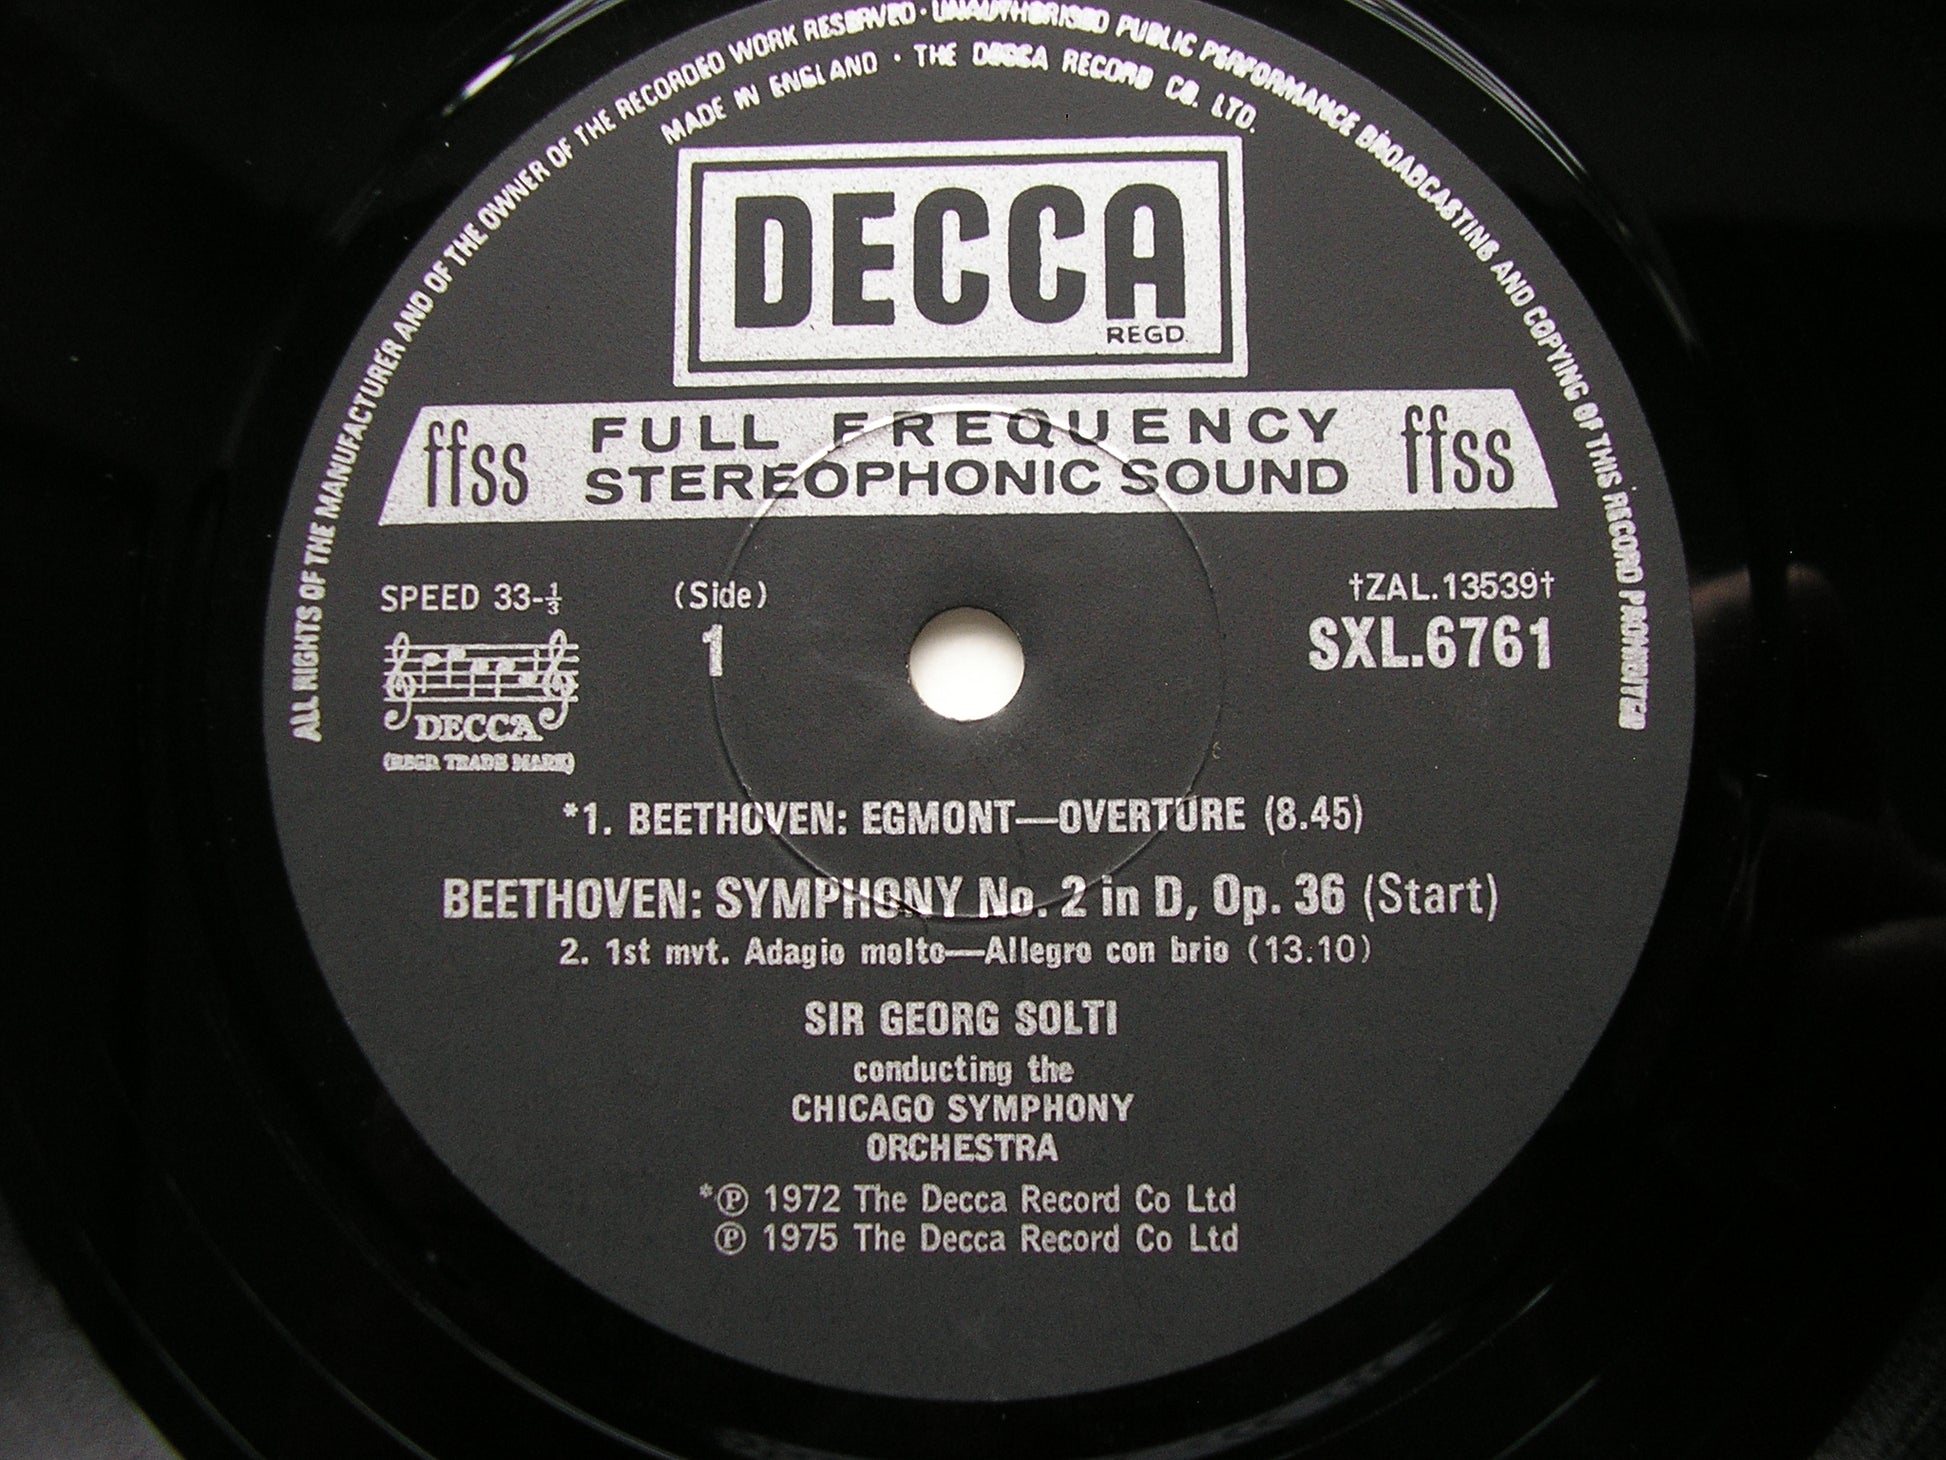 ALL RIGHTS OF THE MANUFACTURER AND OF THE OWNER OF THE RECORDED WORK RESERVED · UNAUTHORISED PUBLIC PERFORMANCE BROADCASTING AND COPYING OF THIS RECORD PROHIBITED
MADE IN ENGLAND · THE DECCA RECORD CO. LTD.
DECCA
REGD.
ffss FULL FREQUENCY STEREOPHONIC SOUND ffss
SPEED 33-⅓
(Side)
1
†ZAL.13539†
SXL.6761
DECCA
(REGD. TRADE MARK)
*1. BEETHOVEN: EGMONT—OVERTURE (8.45)
BEETHOVEN: SYMPHONY No. 2 in D, Op. 36 (Start)
2. 1st mvt. Adagio molto—Allegro con brio (13.10)
SIR GEORG SOLTI
conducting the
CHICAGO SYMPHONY
ORCHESTRA
*℗ 1972 The Decca Record Co Ltd
℗ 1975 The Decca Record Co Ltd